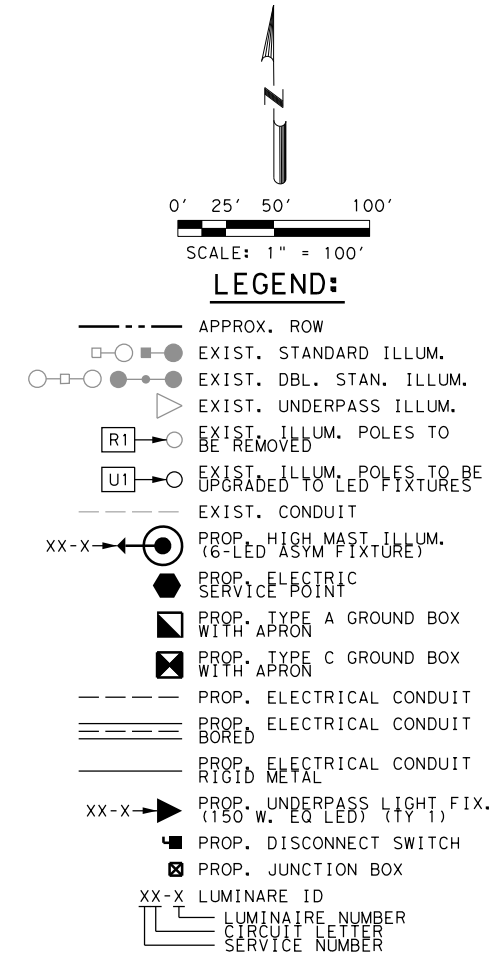 N
0' 25' 50' 100'
SCALE: 1" = 100'
LEGEND:
APPROX. ROW
EXIST. STANDARD ILLUM.
EXIST. DBL. STAN. ILLUM.
EXIST. UNDERPASS ILLUM.
R1 EXIST. ILLUM. POLES TO
BE REMOVED
U1 EXIST. ILLUM. POLES TO BE
UPGRADED TO LED FIXTURES
EXIST. CONDUIT
XX-X PROP. HIGH MAST ILLUM.
(6-LED ASYM FIXTURE)
PROP. ELECTRIC
SERVICE POINT
PROP. TYPE A GROUND BOX
WITH APRON
PROP. TYPE C GROUND BOX
WITH APRON
PROP. ELECTRICAL CONDUIT
PROP. ELECTRICAL CONDUIT
BORED
PROP. ELECTRICAL CONDUIT
RIGID METAL
XX-X PROP. UNDERPASS LIGHT FIX.
(150 W. EQ LED) (TY 1)
PROP. DISCONNECT SWITCH
PROP. JUNCTION BOX
XX-X LUMINARE ID
LUMINAIRE NUMBER
CIRCUIT LETTER
SERVICE NUMBER